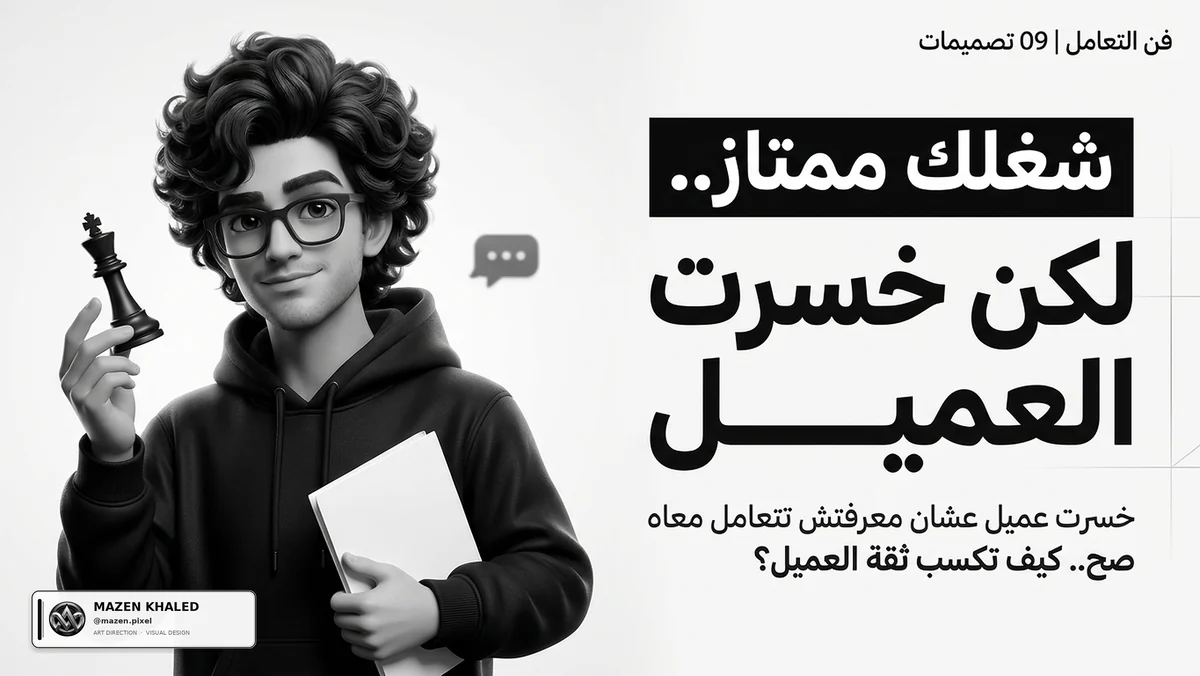 فن التعامل | 09 تصميمات
شغلك ممتاز..
لكن خسرت
العميـــل
خسرت عميل عشان معرفتش تتعامل معاه
صح.. كيف تكسب ثقة العميل؟
MAZEN KHALED
@mazen.pixel
ART DIRECTION · VISUAL DESIGN